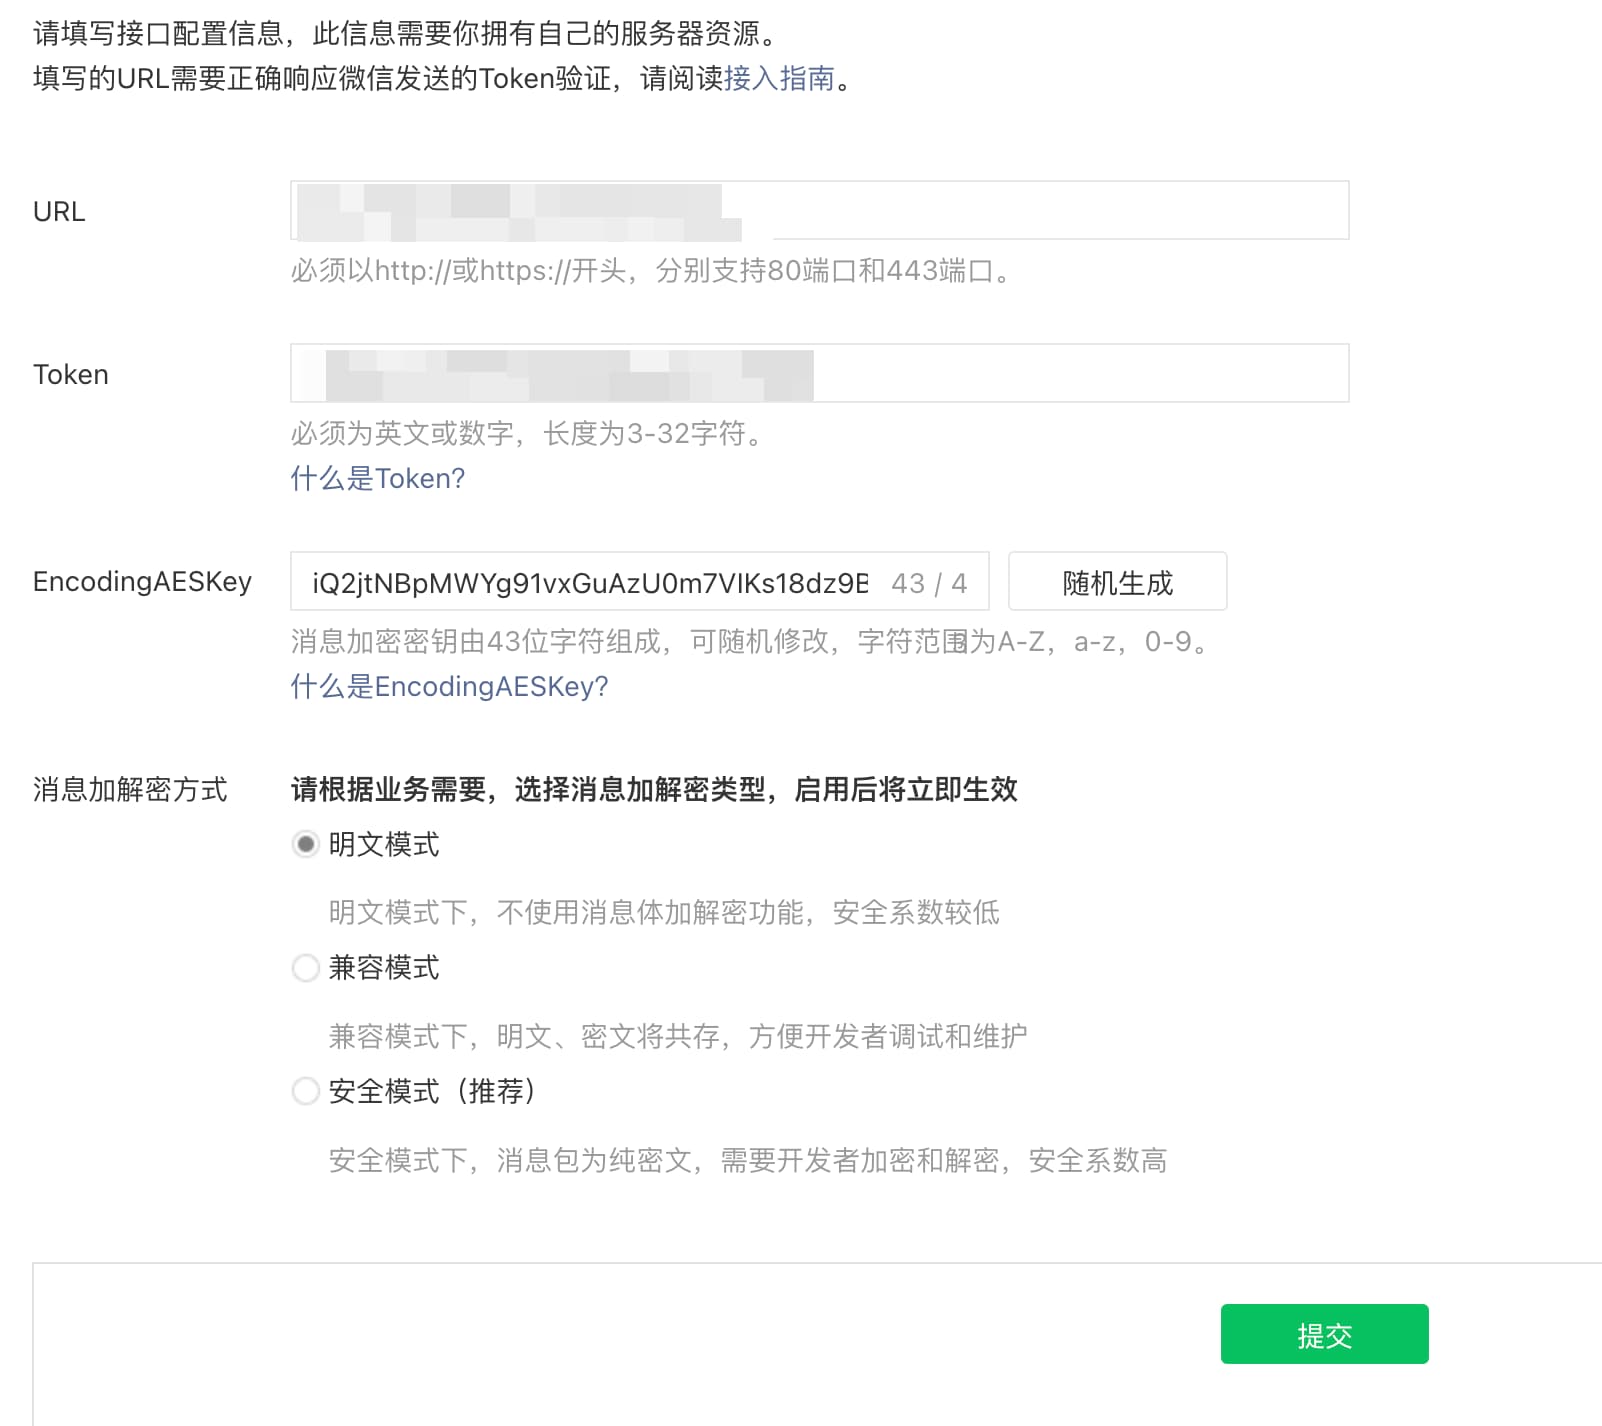 请填写接口配置信息，此信息需要你拥有自己的服务器资源。
填写的URL需要正确响应微信发送的Token验证，请阅读接入指南。
URL
必须以http://或https://开头，分别支持80端口和443端口。
Token
必须为英文或数字，长度为3-32字符。
什么是Token?
EncodingAESKey
iQ2jtNBpMWYg91vxGuAzU0m7VIKs18dz9E 43 / 4
3
随机生成
消息加密密钥由43位字符组成，可随机修改，字符范围为A-Z，a-z，0-9。
什么是EncodingAESKey?
消息加解密方式
请根据业务需要，选择消息加解密类型，启用后将立即生效
明文模式
明文模式下，不使用消息体加解密功能，安全系数较低
兼容模式
兼容模式下，明文、密文将共存，方便开发者调试和维护
安全模式（推荐）
安全模式下，消息包为纯密文，需要开发者加密和解密，安全系数高
提交